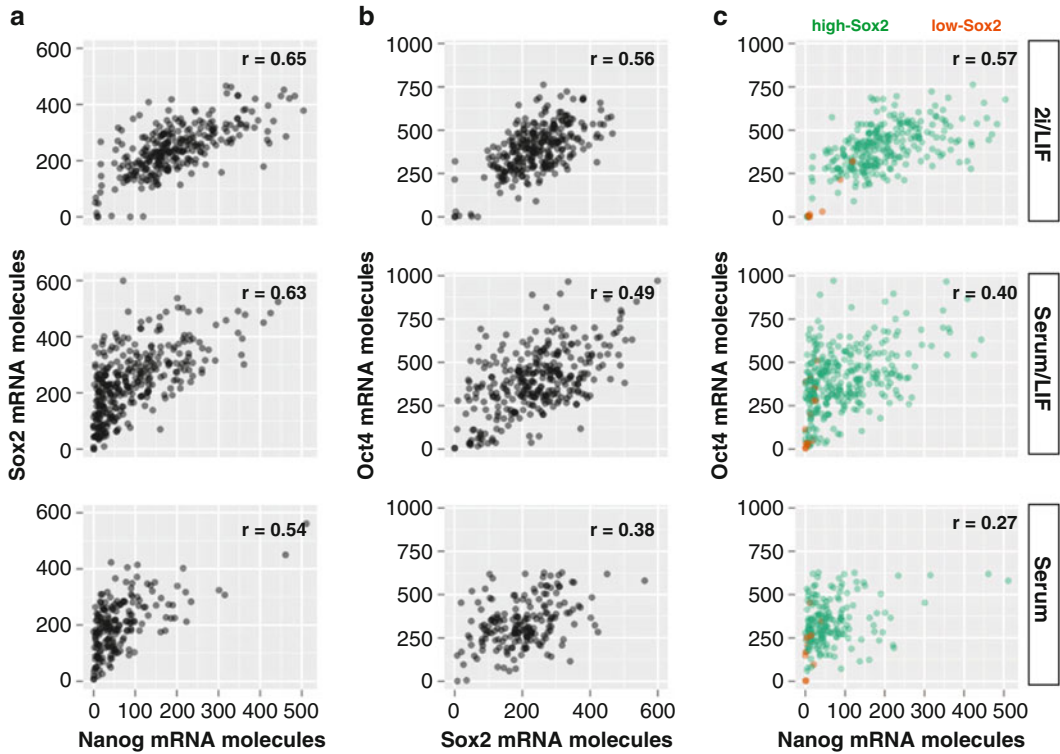 a
b
c
high-Sox2 low-Sox2
600
400
200
0
r = 0.65
1000
750
500
250
0
r = 0.56
1000
750
500
250
0
r = 0.57
2i/LIF
600
400
200
0
r = 0.63
1000
750
500
250
0
r = 0.49
1000
750
500
250
0
r = 0.40
Serum/LIF
600
400
200
0
r = 0.54
1000
750
500
250
0
r = 0.38
1000
750
500
250
0
r = 0.27
Serum
Sox2 mRNA molecules
Oct4 mRNA molecules
Oct4 mRNA molecules
0 100 200 300 400 500
0 200 400 600
0 100 200 300 400 500
Nanog mRNA molecules
Sox2 mRNA molecules
Nanog mRNA molecules